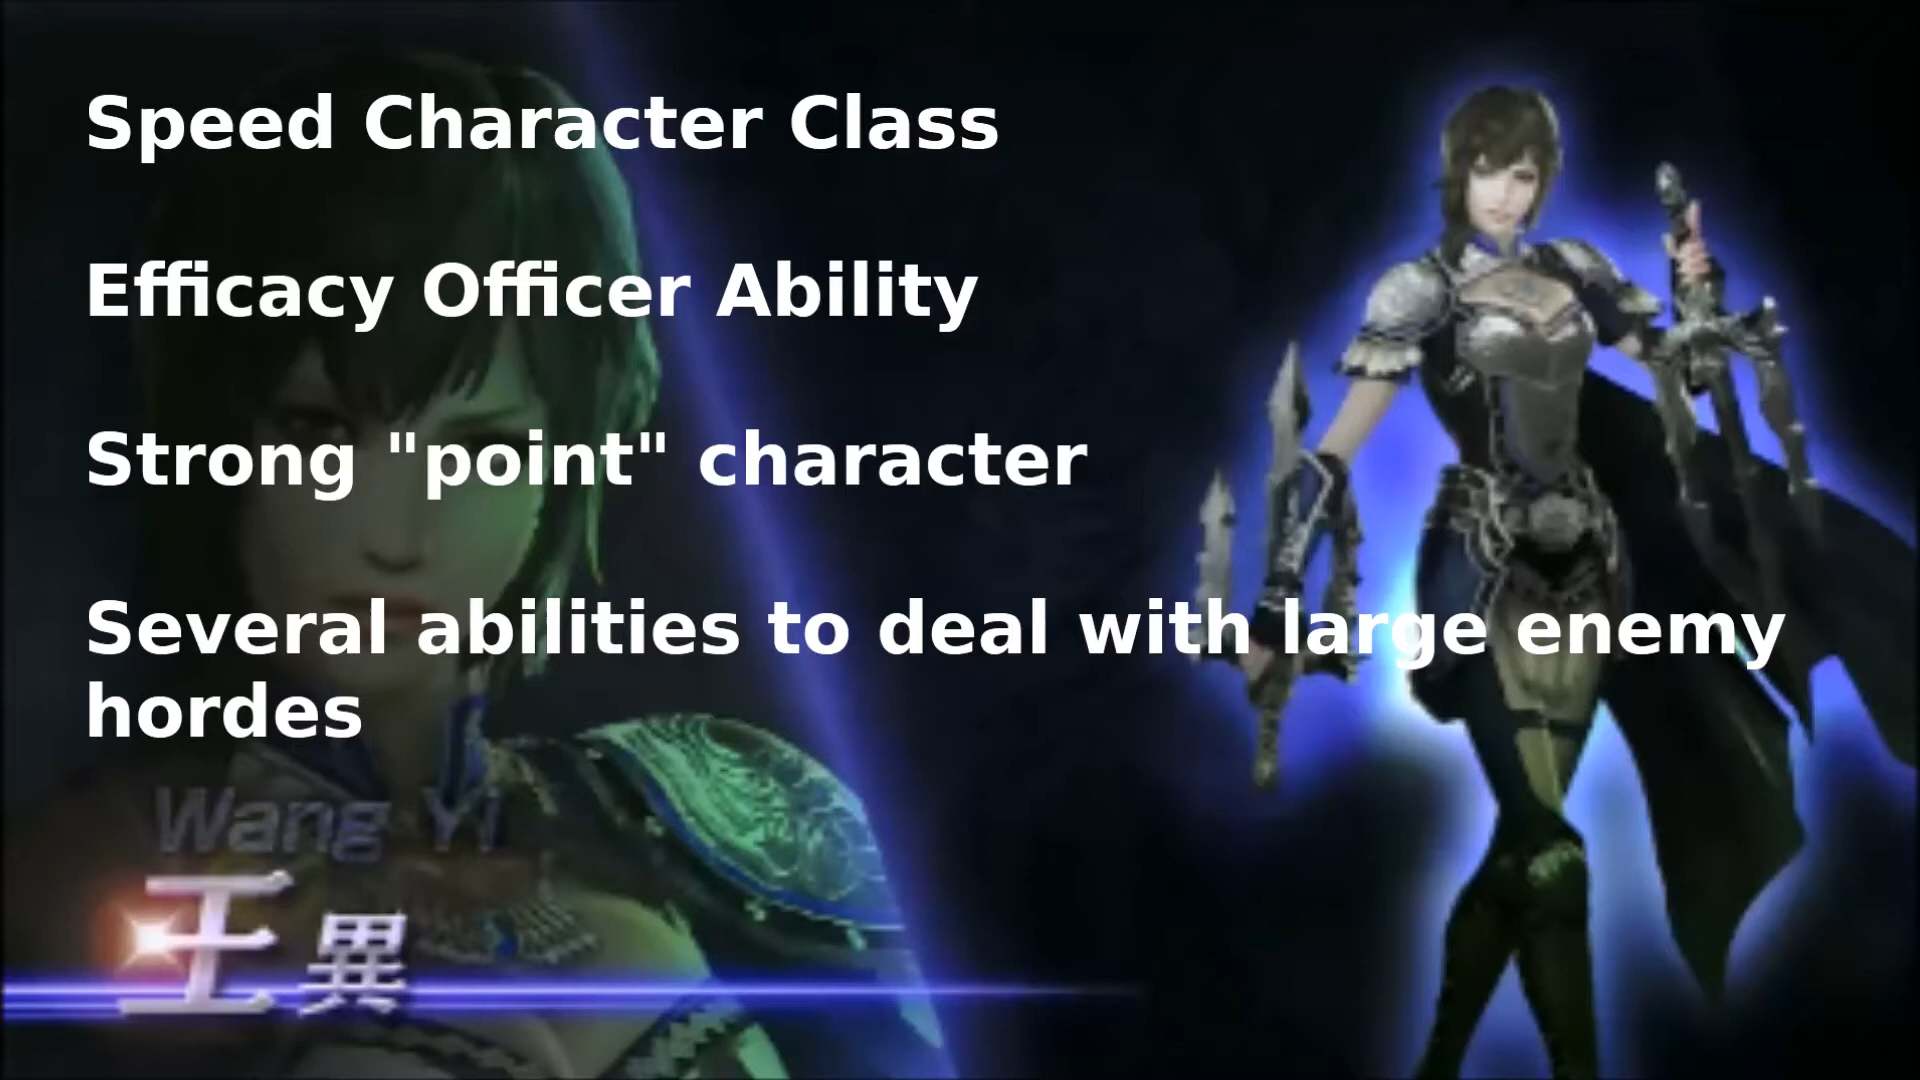 Speed Character Class
Efficacy Officer Ability
Strong "point" character
Several abilities to deal with large enemy
hordes
Wang Yi
王異